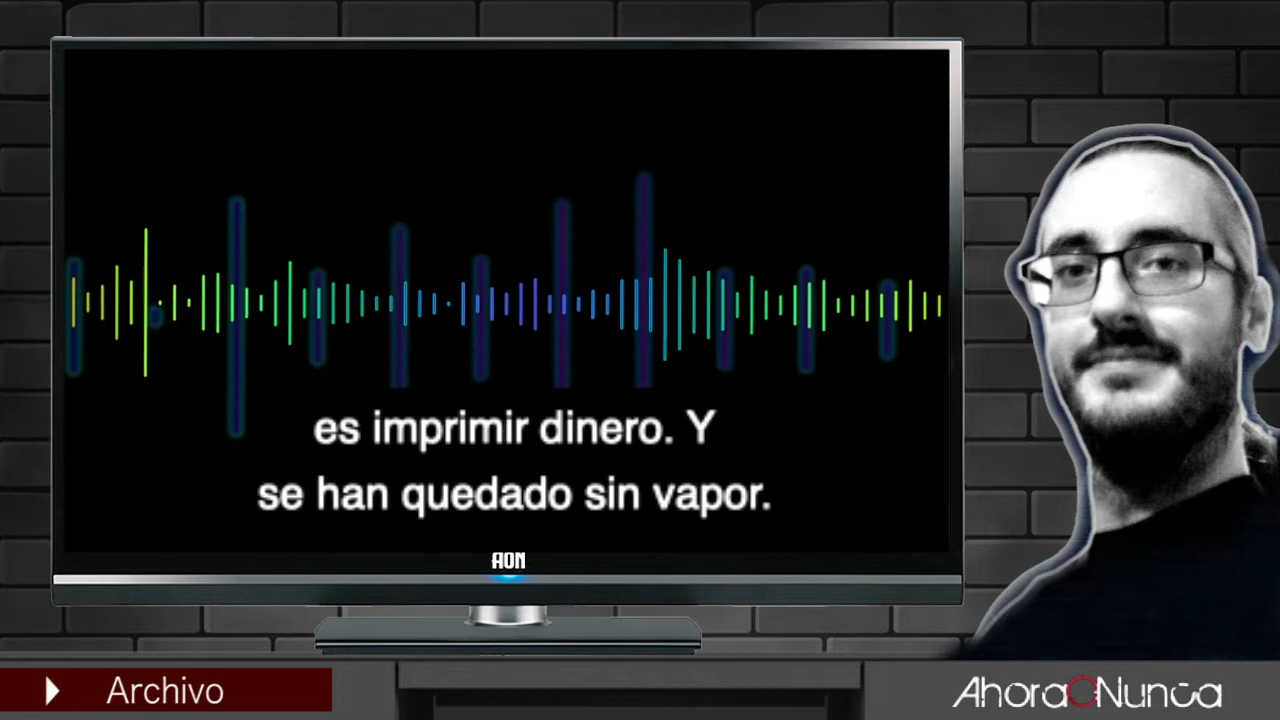 es imprimir dinero. Y
se han quedado sin vapor.
AON
Archivo
AhoraONunca